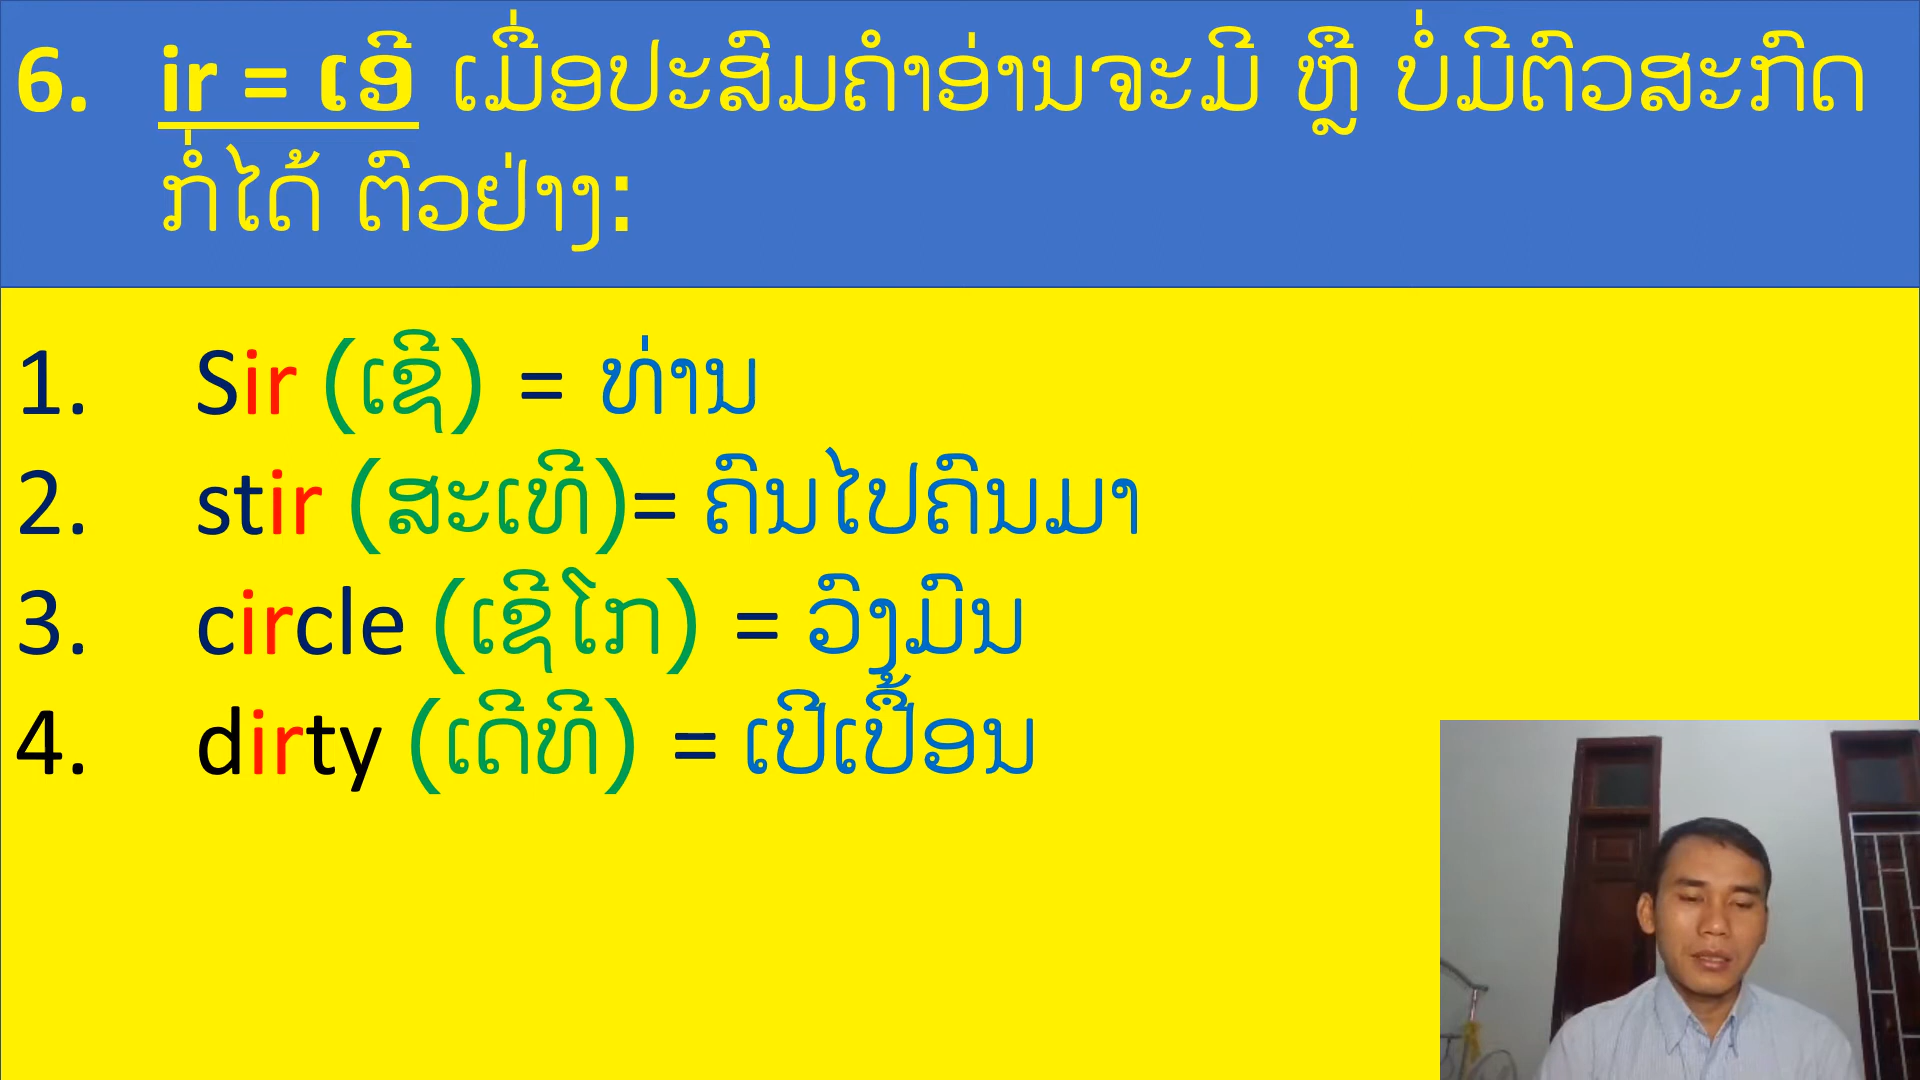 6. ir = ເອີ ເມື່ອປະສົມຄຳອ່ານຈະມີ ຫຼື ບໍ່ມີຕົວສະກົດ
ກໍ່ໄດ້ ຕົວຢ່າງ:
1. Sir (ເຊີ) = ທ່ານ
2. stir (ສະເທີ)= ຄົນໄປຄົນມາ
3. circle (ເຊີໂກ) = ວົງມົນ
4. dirty (ເດີທີ) = ເປີເປື້ອນ